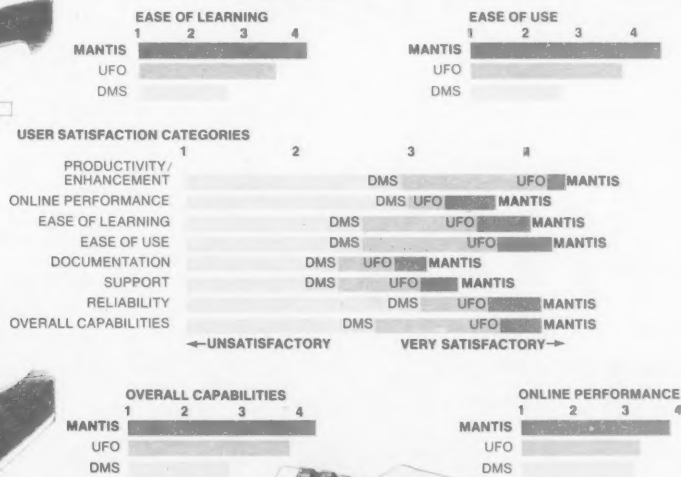 EASE OF LEARNING
1 2 3 4
MANTIS
UFO
DMS
EASE OF USE
1 2 3 4
MANTIS
UFO
DMS
USER SATISFACTION CATEGORIES
1 2 3 4
PRODUCTIVITY/
ENHANCEMENT DMS UFO MANTIS
ONLINE PERFORMANCE DMS UFO MANTIS
EASE OF LEARNING DMS UFO MANTIS
EASE OF USE DMS UFO MANTIS
DOCUMENTATION DMS UFO MANTIS
SUPPORT DMS UFO MANTIS
RELIABILITY DMS UFO MANTIS
OVERALL CAPABILITIES DMS UFO MANTIS
←UNSATISFACTORY VERY SATISFACTORY→
OVERALL CAPABILITIES
1 2 3 4
MANTIS
UFO
DMS
ONLINE PERFORMANCE
1 2 3 4
MANTIS
UFO
DMS